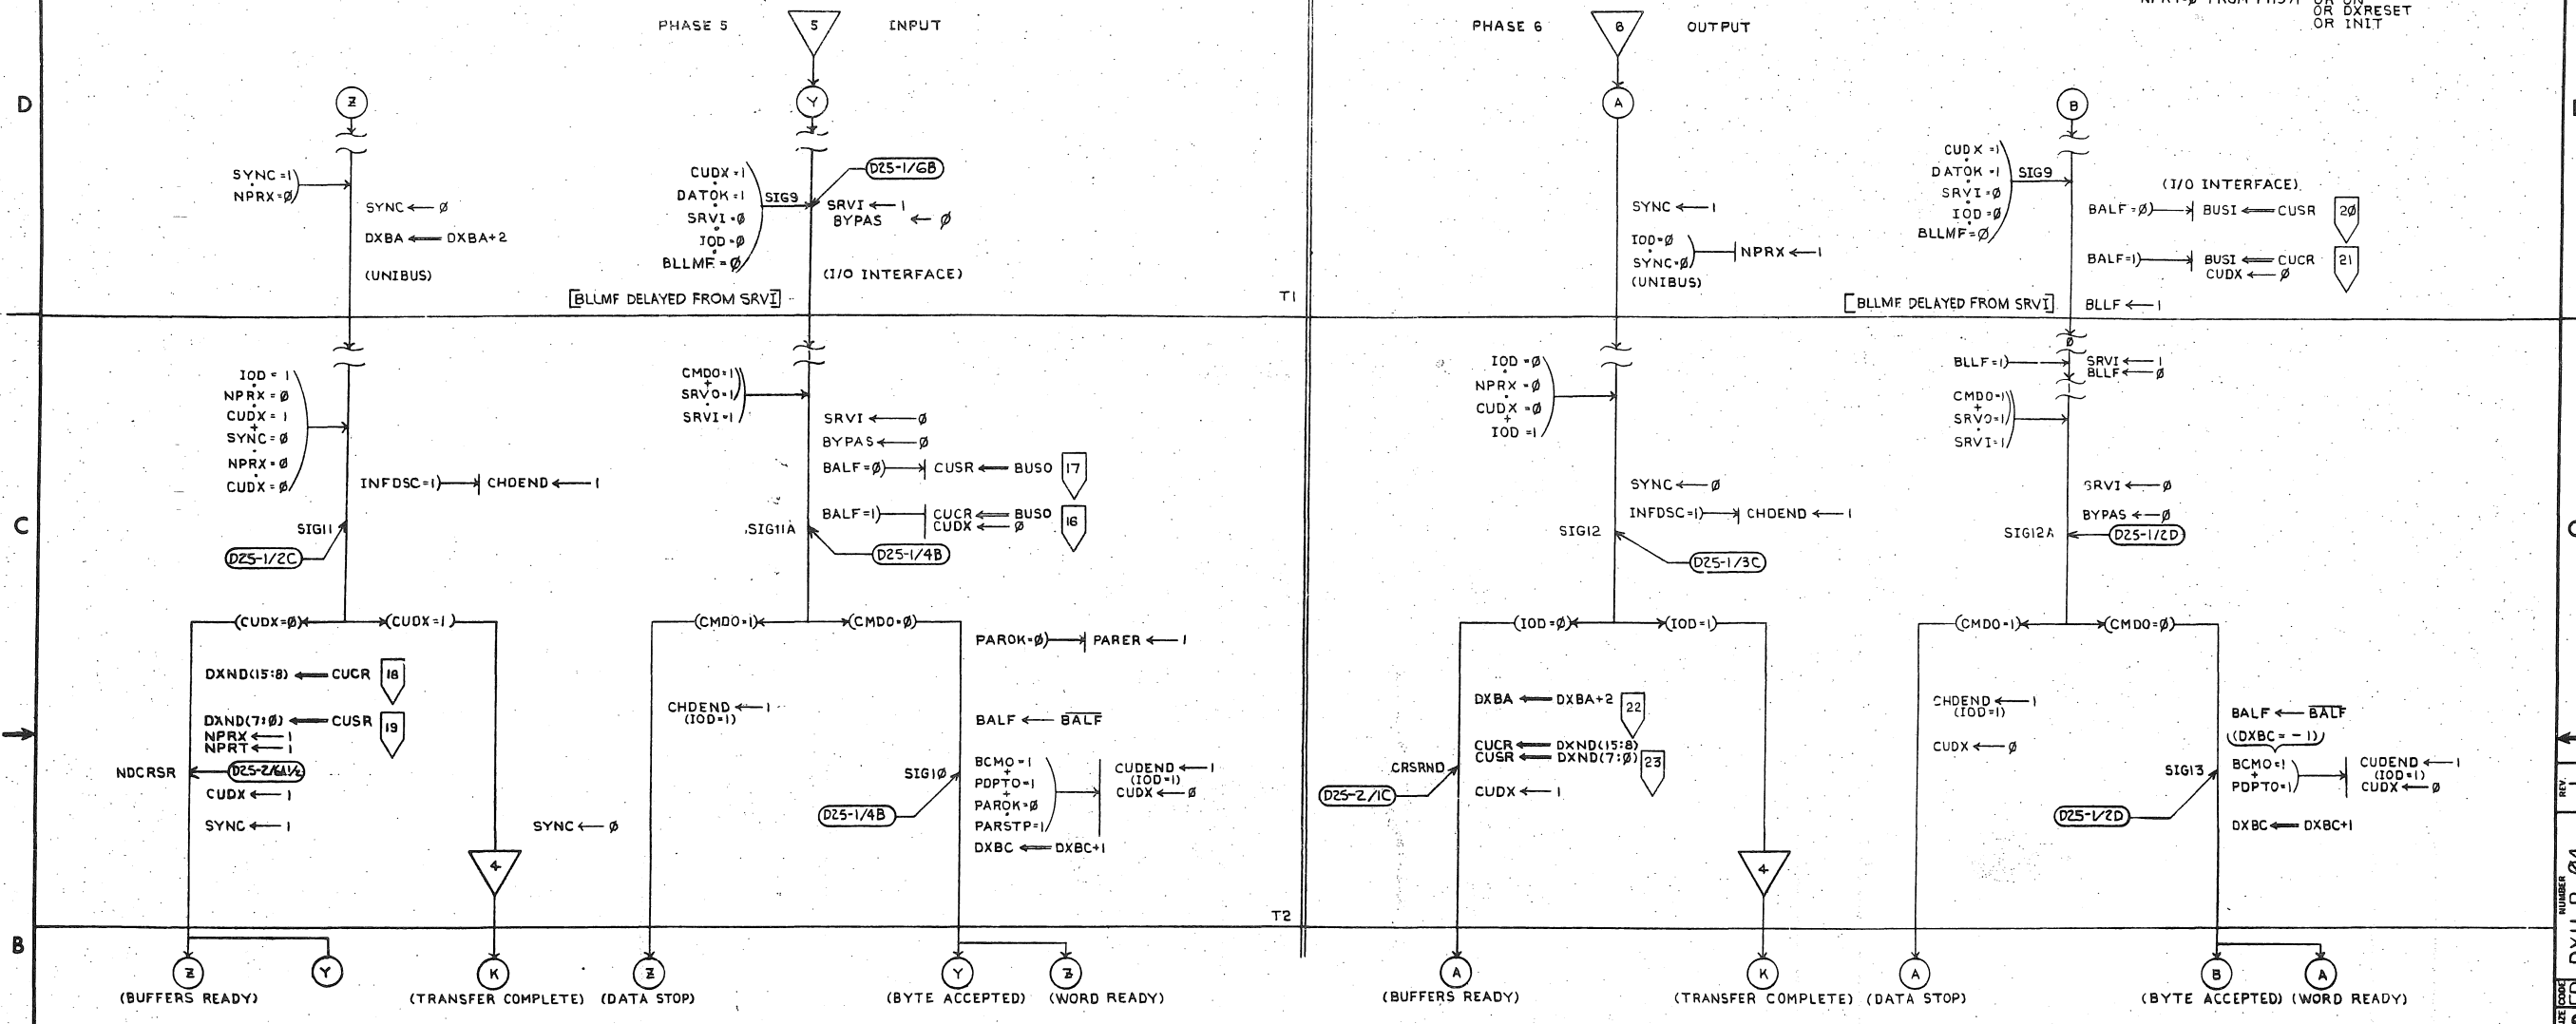 PHASE 5
5
INPUT
PHASE 6
6
OUTPUT
OR DXRESET
OR INIT
D
Z
SYNC=1)
NPRX=Ø)
SYNC ← Ø
DXBA ⇐ DXBA+2
(UNIBUS)
Y
D25-1/6B
CUDX=1
DATOK=1
SRVI=Ø
IOD=Ø
BLLMF=Ø
SIG9
SRVI ← 1
BYPAS ← Ø
(I/O INTERFACE)
[BLLMF DELAYED FROM SRVI]
T1
A
SYNC ← 1
IOD=Ø
SYNC=Ø)
NPRX ← 1
(UNIBUS)
B
CUDX=1
DATOK=1
SRVI=Ø
IOD=Ø
BLLMF=Ø
SIG9
(I/O INTERFACE)
BALF=Ø) BUSI ⇐ CUSR 20
BALF=1) BUSI ⇐ CUCR 21
CUDX ← Ø
[BLLMF DELAYED FROM SRVI]
BLLF ← 1
C
IOD = 1
NPRX = Ø
CUDX = 1
+
SYNC = Ø
NPRX = Ø
CUDX = Ø
INFDSC=1) CHDEND ← 1
SIG11
D25-1/2C
CMDO=1)
+
SRVO=1)
SRVI=1
SRVI ← Ø
BYPAS ← Ø
BALF=Ø) CUSR ⇐ BUSO 17
BALF=1) CUCR ⇐ BUSO 16
CUDX ← Ø
SIG11A
D25-1/4B
IOD =Ø
NPRX =Ø
CUDX =Ø
+
IOD =1
SYNC ← Ø
INFDSC=1) CHDEND ← 1
SIG12
D25-1/3C
Ø
BLLF=1)
SRVI ← 1
BLLF ← Ø
CMDO=1)
+
SRVO=1)
SRVI=1
SRVI ← Ø
BYPAS ← Ø
SIG12A
D25-1/2D
(CUDX=Ø) (CUDX=1)
DXND(15:8) ⇐ CUCR 18
DXND(7:Ø) ⇐ CUSR 19
NPRX ← 1
NPRT ← 1
NDCRSR
CUDX ← 1
SYNC ← 1
SYNC ← Ø
4
(CMDO=1) (CMDO=Ø)
CHDEND ← 1
(IOD=1)
PAROK=Ø) PARER ← 1
BALF ← B̅A̅L̅F̅
SIG1Ø
D25-1/4B
BCMO=1
+
PDPTO=1
+
PAROK=Ø
PARSTP=1
CUDEND ← 1
(IOD=1)
CUDX ← Ø
DXBC ⇐ DXBC+1
(IOD=Ø) (IOD=1)
DXBA ⇐ DXBA+2 22
CUCR ⇐ DXND(15:8)
CUSR ⇐ DXND(7:Ø) 23
CRSRND
D25-2/1C
CUDX ← 1
4
(CMDO=1) (CMDO=Ø)
CHDEND ← 1
(IOD=1)
CUDX ← Ø
BALF ← B̅A̅L̅F̅
(DXBC = -1)
BCMO=1
+
PDPTO=1
CUDEND ← 1
(IOD=1)
CUDX ← Ø
SIG13
D25-1/2D
DXBC ⇐ DXBC+1
T2
B
Z
(BUFFERS READY)
Y
K
(TRANSFER COMPLETE)
Z
(DATA STOP)
Y
(BYTE ACCEPTED)
Z
(WORD READY)
A
(BUFFERS READY)
K
(TRANSFER COMPLETE)
A
(DATA STOP)
B
(BYTE ACCEPTED)
A
(WORD READY)
REV.
NUMBER
CODE